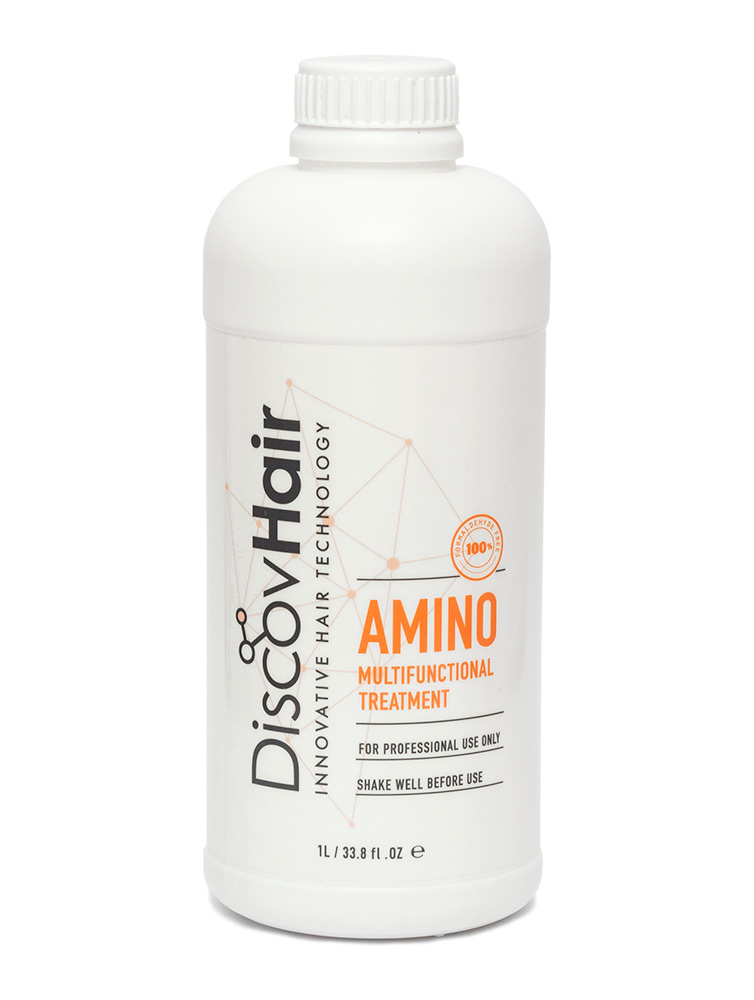 DiscovHair
INNOVATIVE HAIR TECHNOLOGY
FORMALDEHYDE FREE
100%
AMINO
MULTIFUNCTIONAL
TREATMENT
FOR PROFESSIONAL USE ONLY
SHAKE WELL BEFORE USE
1L / 33.8 fl .OZ ℮